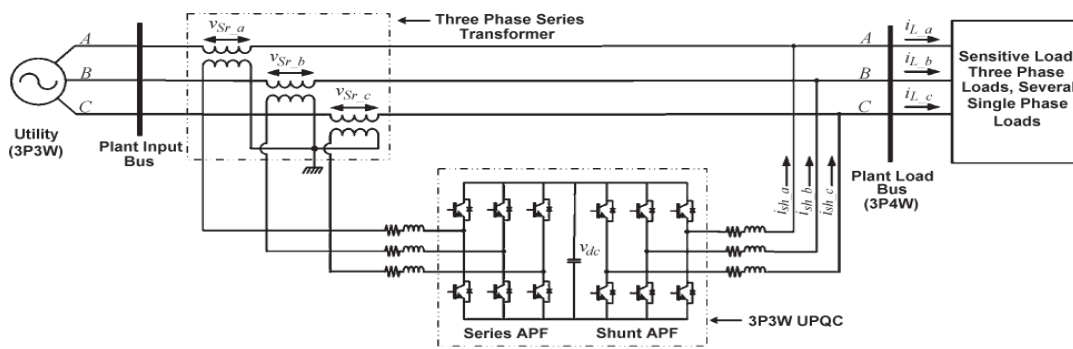 v_Sr_a
Three Phase Series
Transformer
A
A
i_L_a
v_Sr_b
B
B
i_L_b
v_Sr_c
C
C
i_L_c
Sensitive Load,
Three Phase
Loads, Several
Single Phase
Loads
Utility
(3P3W)
Plant Input
Bus
Plant Load
Bus
(3P4W)
i_sh_a
i_sh_b
i_sh_c
v_dc
Series APF
Shunt APF
3P3W UPQC